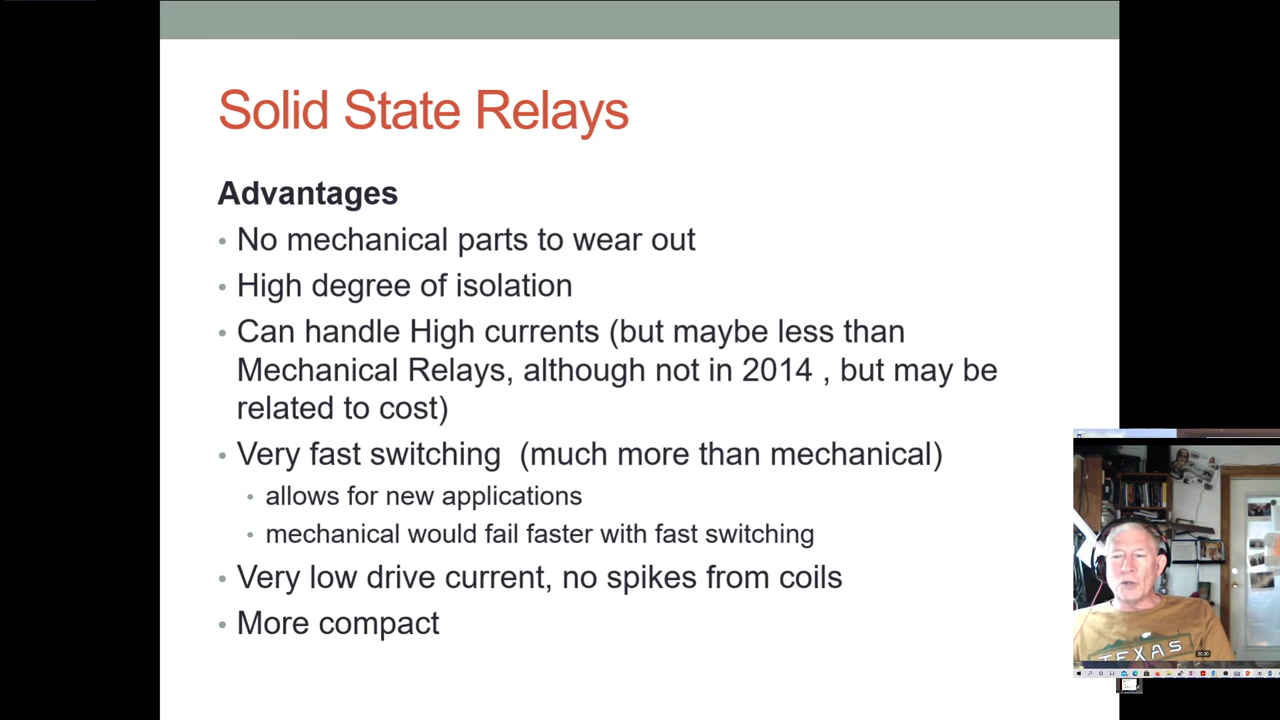 Solid State Relays
Advantages
• No mechanical parts to wear out
• High degree of isolation
• Can handle High currents (but maybe less than
Mechanical Relays, although not in 2014 , but may be
related to cost)
• Very fast switching  (much more than mechanical)
• allows for new applications
• mechanical would fail faster with fast switching
• Very low drive current, no spikes from coils
• More compact
TEXAS